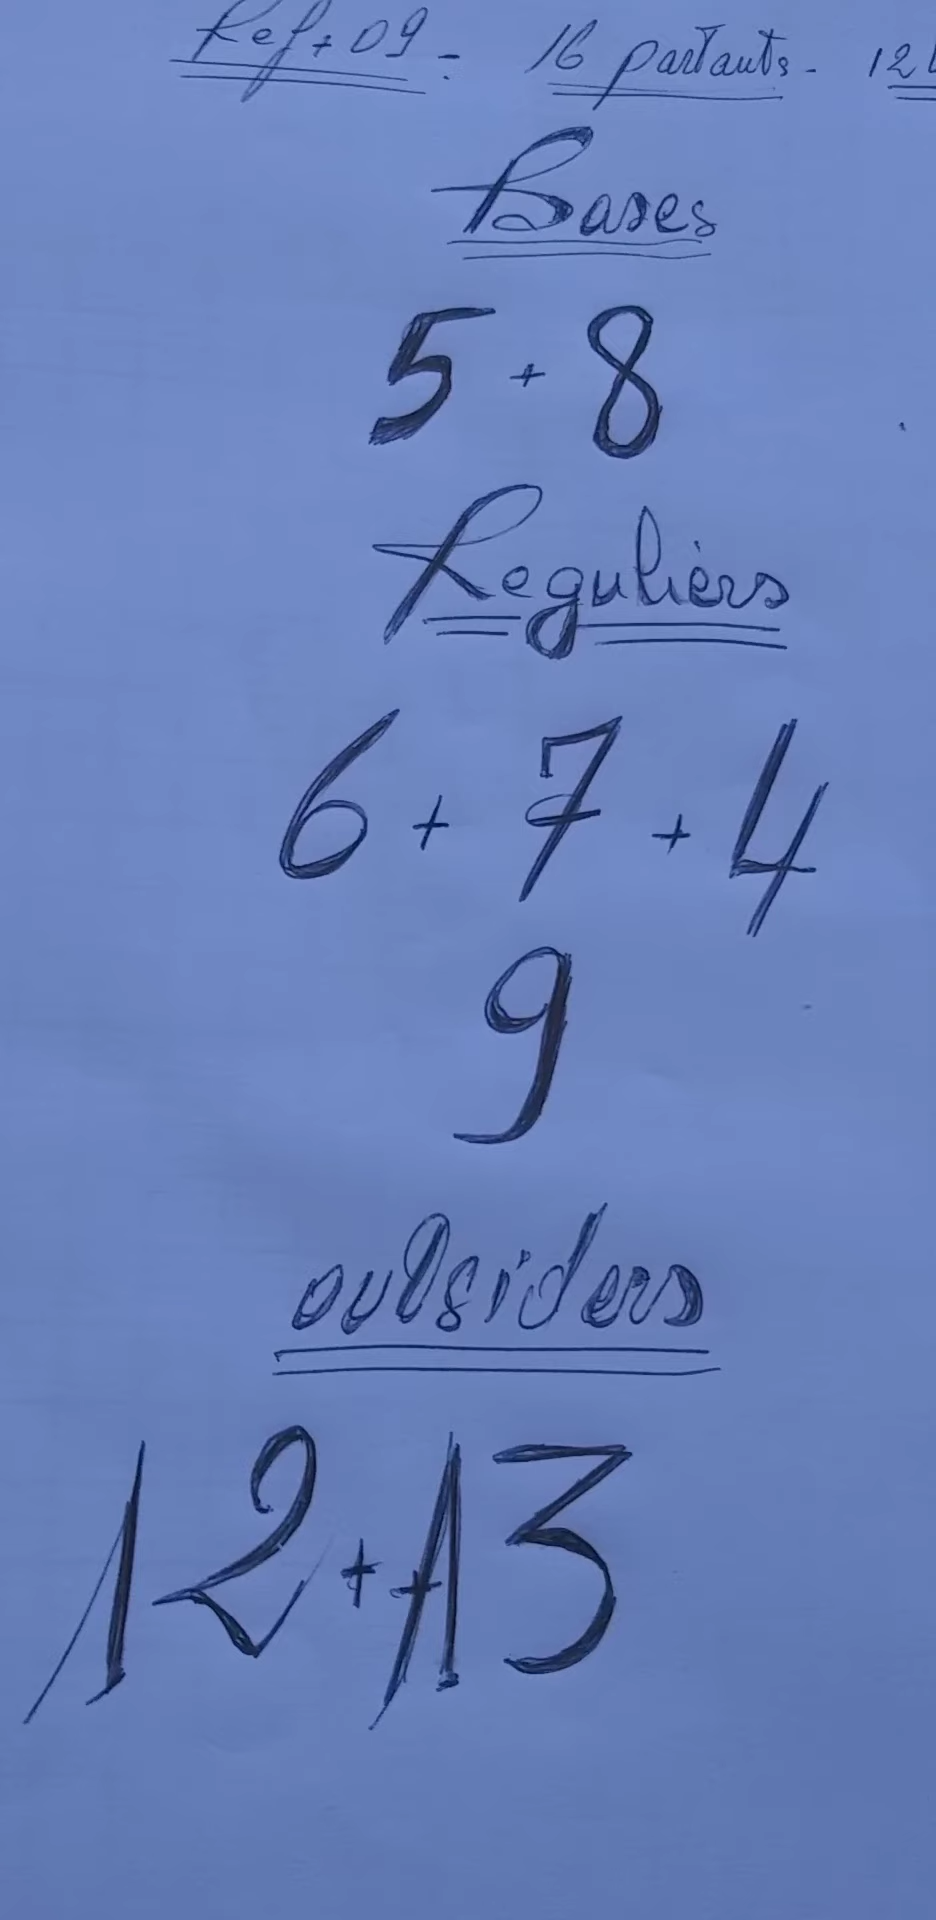 Ref + 09 - 16 partants - 12
Bases
5 + 8
Reguliers
6 + 7 + 4
9
outsiders
12 + 13